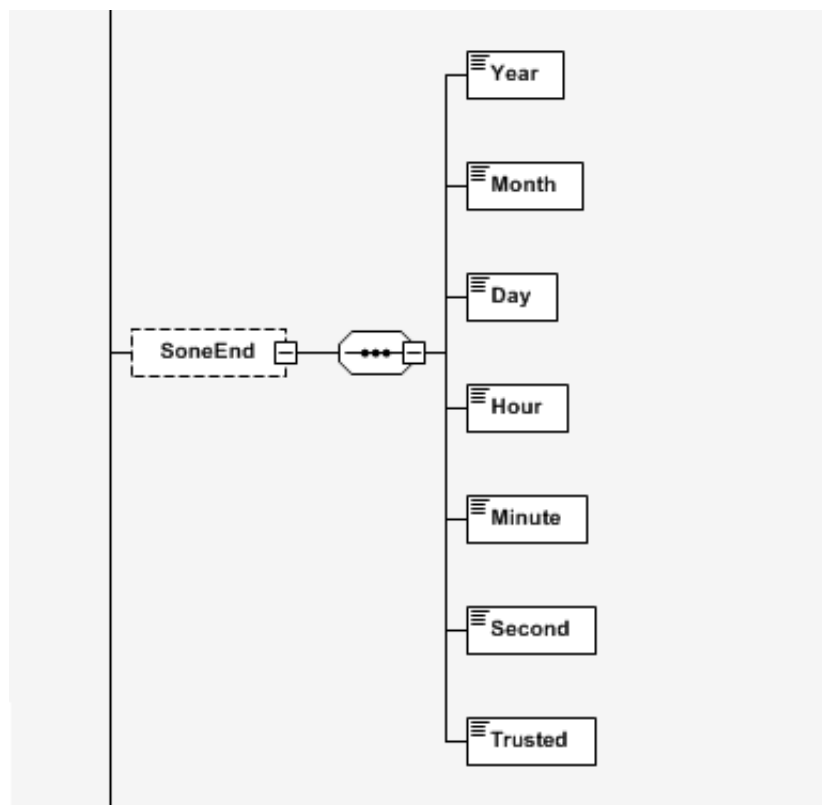 Year
Month
Day
SoneEnd
Hour
Minute
Second
Trusted